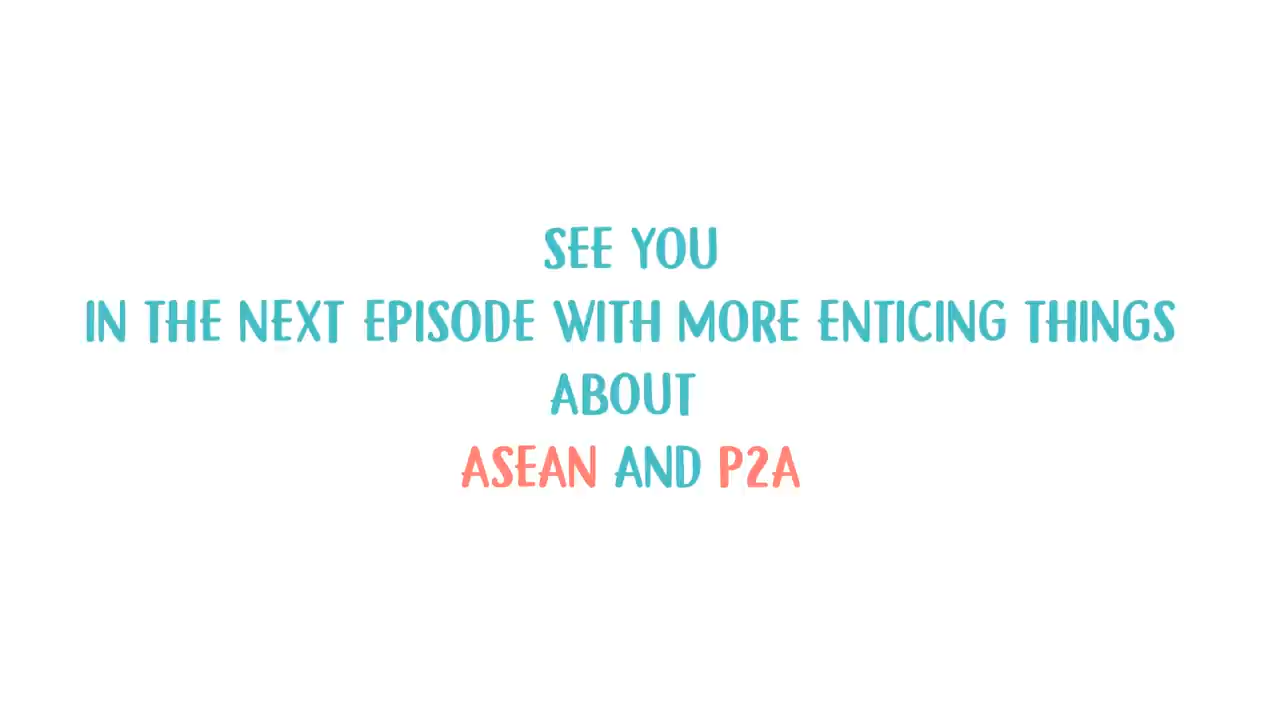 SEE YOU
IN THE NEXT EPISODE WITH MORE ENTICING THINGS
ABOUT
ASEAN AND P2A